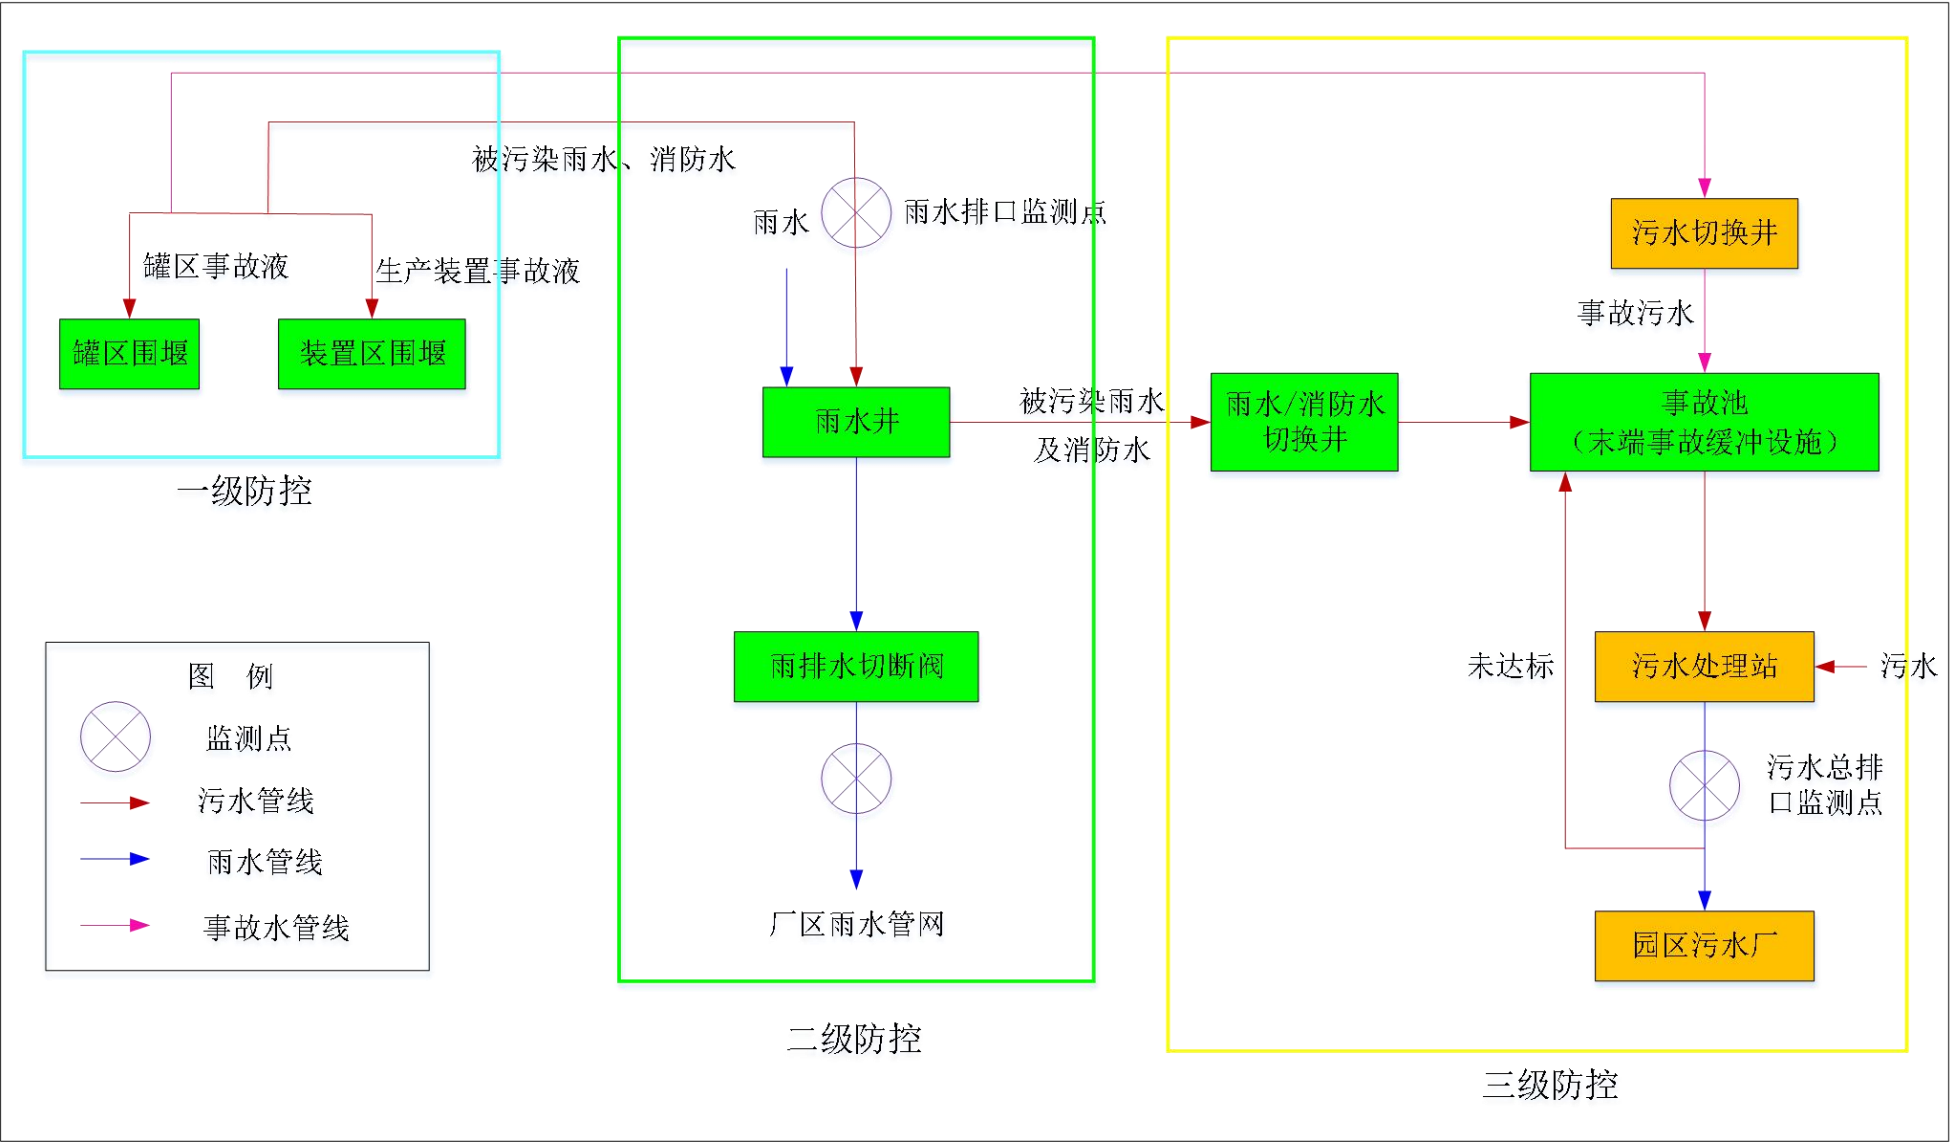 被污染雨水、消防水
罐区事故液
生产装置事故液
罐区围堰
装置区围堰
一级防控
雨水
雨水排口监测点
雨水井
被污染雨水
及消防水
雨排水切断阀
厂区雨水管网
二级防控
污水切换井
事故污水
雨水/消防水
切换井
事故池
（末端事故缓冲设施）
未达标
污水处理站
污水
污水总排
口监测点
园区污水厂
三级防控
图 例
监测点
污水管线
雨水管线
事故水管线